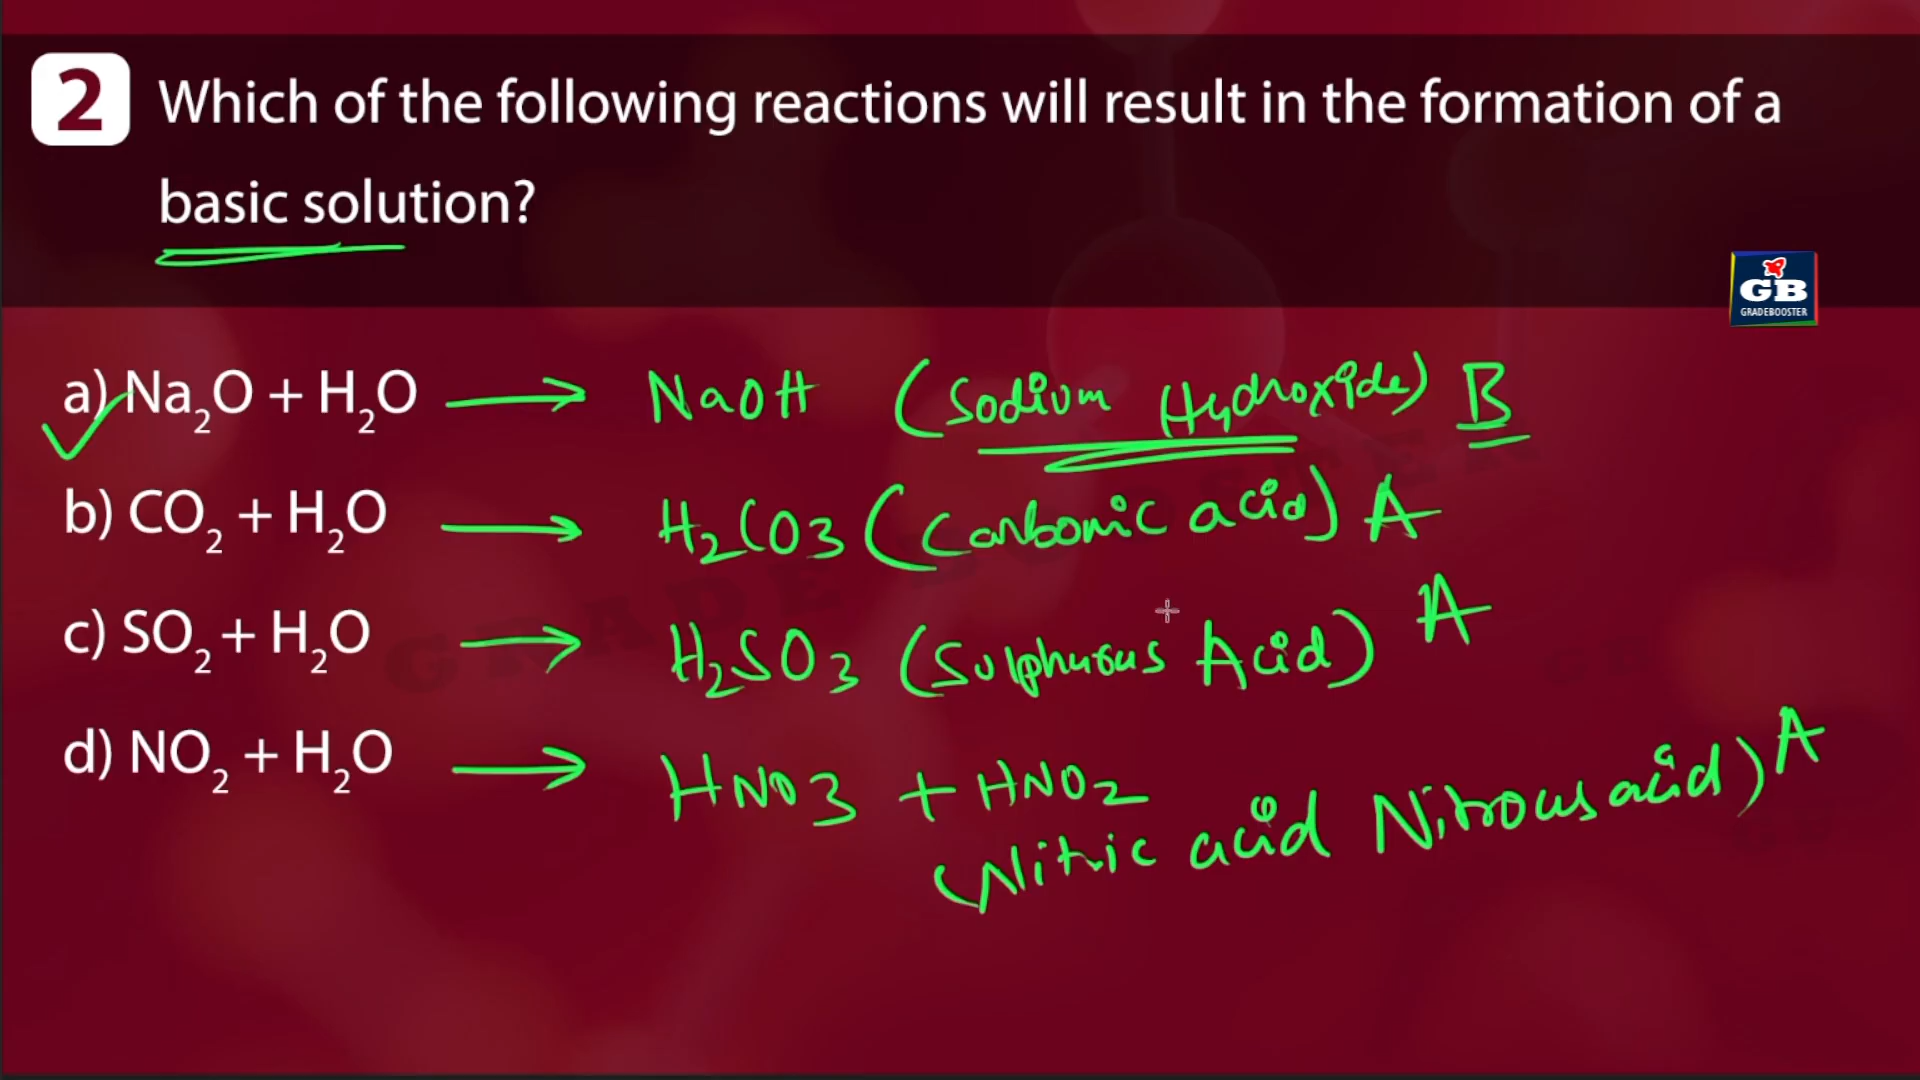 2 Which of the following reactions will result in the formation of a
basic solution?
GB
GRADEBOOSTER
a) Na₂O + H₂O → NaOH (Sodium Hydroxide) B
b) CO₂ + H₂O → H₂CO₃ (Carbonic acid) A
c) SO₂ + H₂O → H₂SO₃ (Sulphurous Acid) A
d) NO₂ + H₂O → HNO₃ + HNO₂
(Nitric acid Nitrous acid) A
GRADE BOOSTER